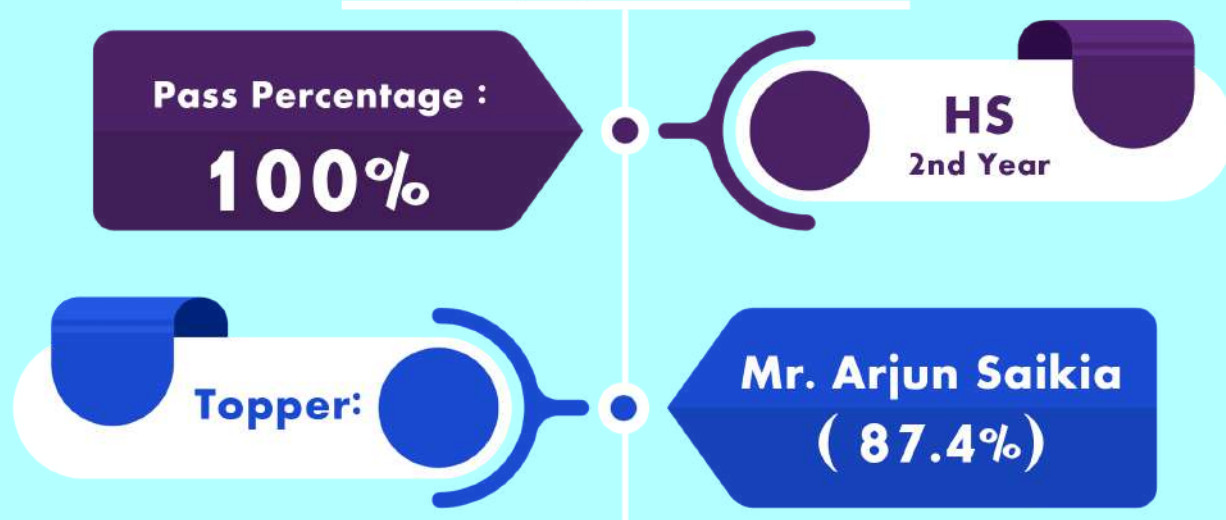 Pass Percentage :
100%
HS
2nd Year
Topper:
Mr. Arjun Saikia
( 87.4%)